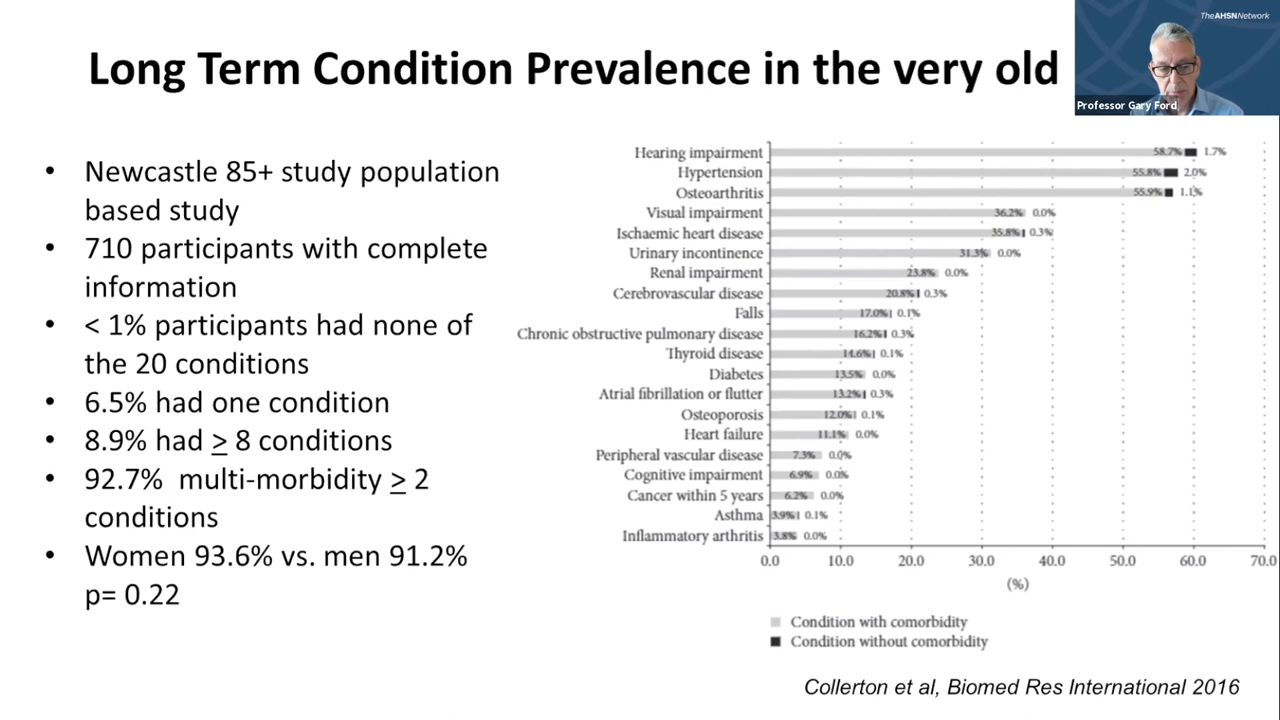 Long Term Condition Prevalence in the very old
TheAHSNNetwork
Professor Gary Ford
• Newcastle 85+ study population
based study
• 710 participants with complete
information
• < 1% participants had none of
the 20 conditions
• 6.5% had one condition
• 8.9% had ≥ 8 conditions
• 92.7% multi-morbidity ≥ 2
conditions
• Women 93.6% vs. men 91.2%
p= 0.22
Hearing impairment 58.7% 1.7%
Hypertension 55.8% 2.0%
Osteoarthritis 55.9% 1.1%
Visual impairment 36.2% 0.0%
Ischaemic heart disease 35.8% 0.3%
Urinary incontinence 31.3% 0.0%
Renal impairment 23.8% 0.0%
Cerebrovascular disease 20.8% 0.3%
Falls 17.0% 0.1%
Chronic obstructive pulmonary disease 16.2% 0.3%
Thyroid disease 14.6% 0.1%
Diabetes 13.5% 0.0%
Atrial fibrillation or flutter 13.2% 0.3%
Osteoporosis 12.0% 0.1%
Heart failure 11.1% 0.0%
Peripheral vascular disease 7.3% 0.0%
Cognitive impairment 6.9% 0.0%
Cancer within 5 years 6.2% 0.0%
Asthma 3.9% 0.1%
Inflammatory arthritis 3.8% 0.0%
0.0 10.0 20.0 30.0 40.0 50.0 60.0 70.0
(%)
Condition with comorbidity
Condition without comorbidity
Collerton et al, Biomed Res International 2016